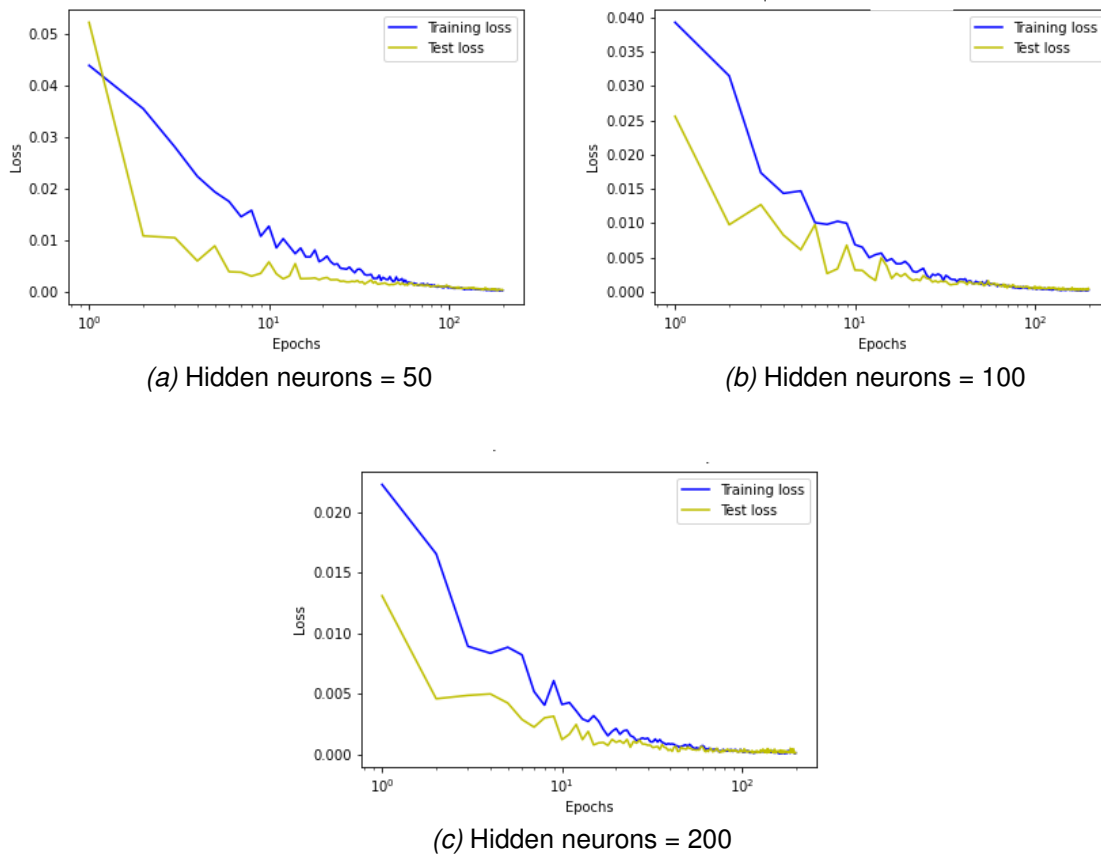 Training loss
Test loss
0.05
0.04
0.03
0.02
0.01
0.00
Loss
10⁰
10¹
10²
Epochs
(a) Hidden neurons = 50
Training loss
Test loss
0.040
0.035
0.030
0.025
0.020
0.015
0.010
0.005
0.000
Loss
10⁰
10¹
10²
Epochs
(b) Hidden neurons = 100
Training loss
Test loss
0.020
0.015
0.010
0.005
0.000
Loss
10⁰
10¹
10²
Epochs
(c) Hidden neurons = 200